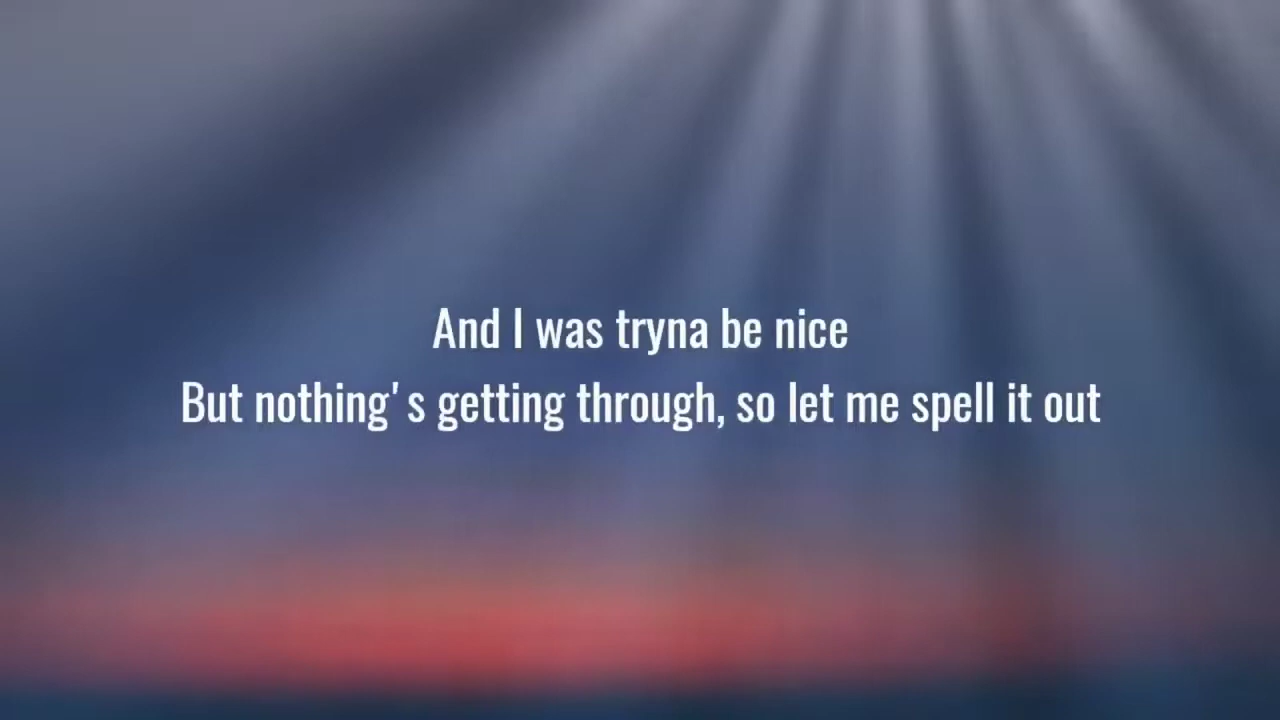 And I was tryna be nice
But nothing's getting through, so let me spell it out